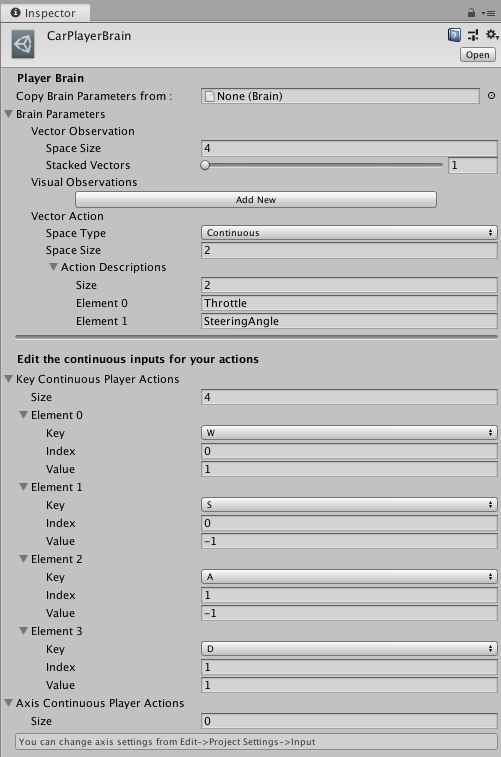 Inspector
CarPlayerBrain
Open
Player Brain
Copy Brain Parameters from : None (Brain)
Brain Parameters
Vector Observation
Space Size 4
Stacked Vectors 1
Visual Observations
Add New
Vector Action
Space Type Continuous
Space Size 2
Action Descriptions
Size 2
Element 0 Throttle
Element 1 SteeringAngle
Edit the continuous inputs for your actions
Key Continuous Player Actions
Size 4
Element 0
Key W
Index 0
Value 1
Element 1
Key S
Index 0
Value -1
Element 2
Key A
Index 1
Value -1
Element 3
Key D
Index 1
Value 1
Axis Continuous Player Actions
Size 0
You can change axis settings from Edit->Project Settings->Input